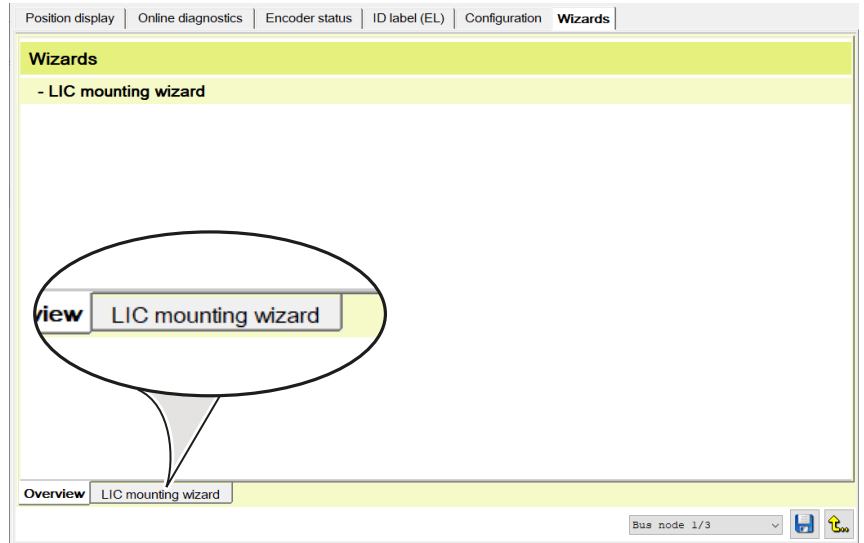 Position display Online diagnostics Encoder status ID label (EL) Configuration Wizards
Wizards
- LIC mounting wizard
view LIC mounting wizard
Overview LIC mounting wizard
Bus node 1/3